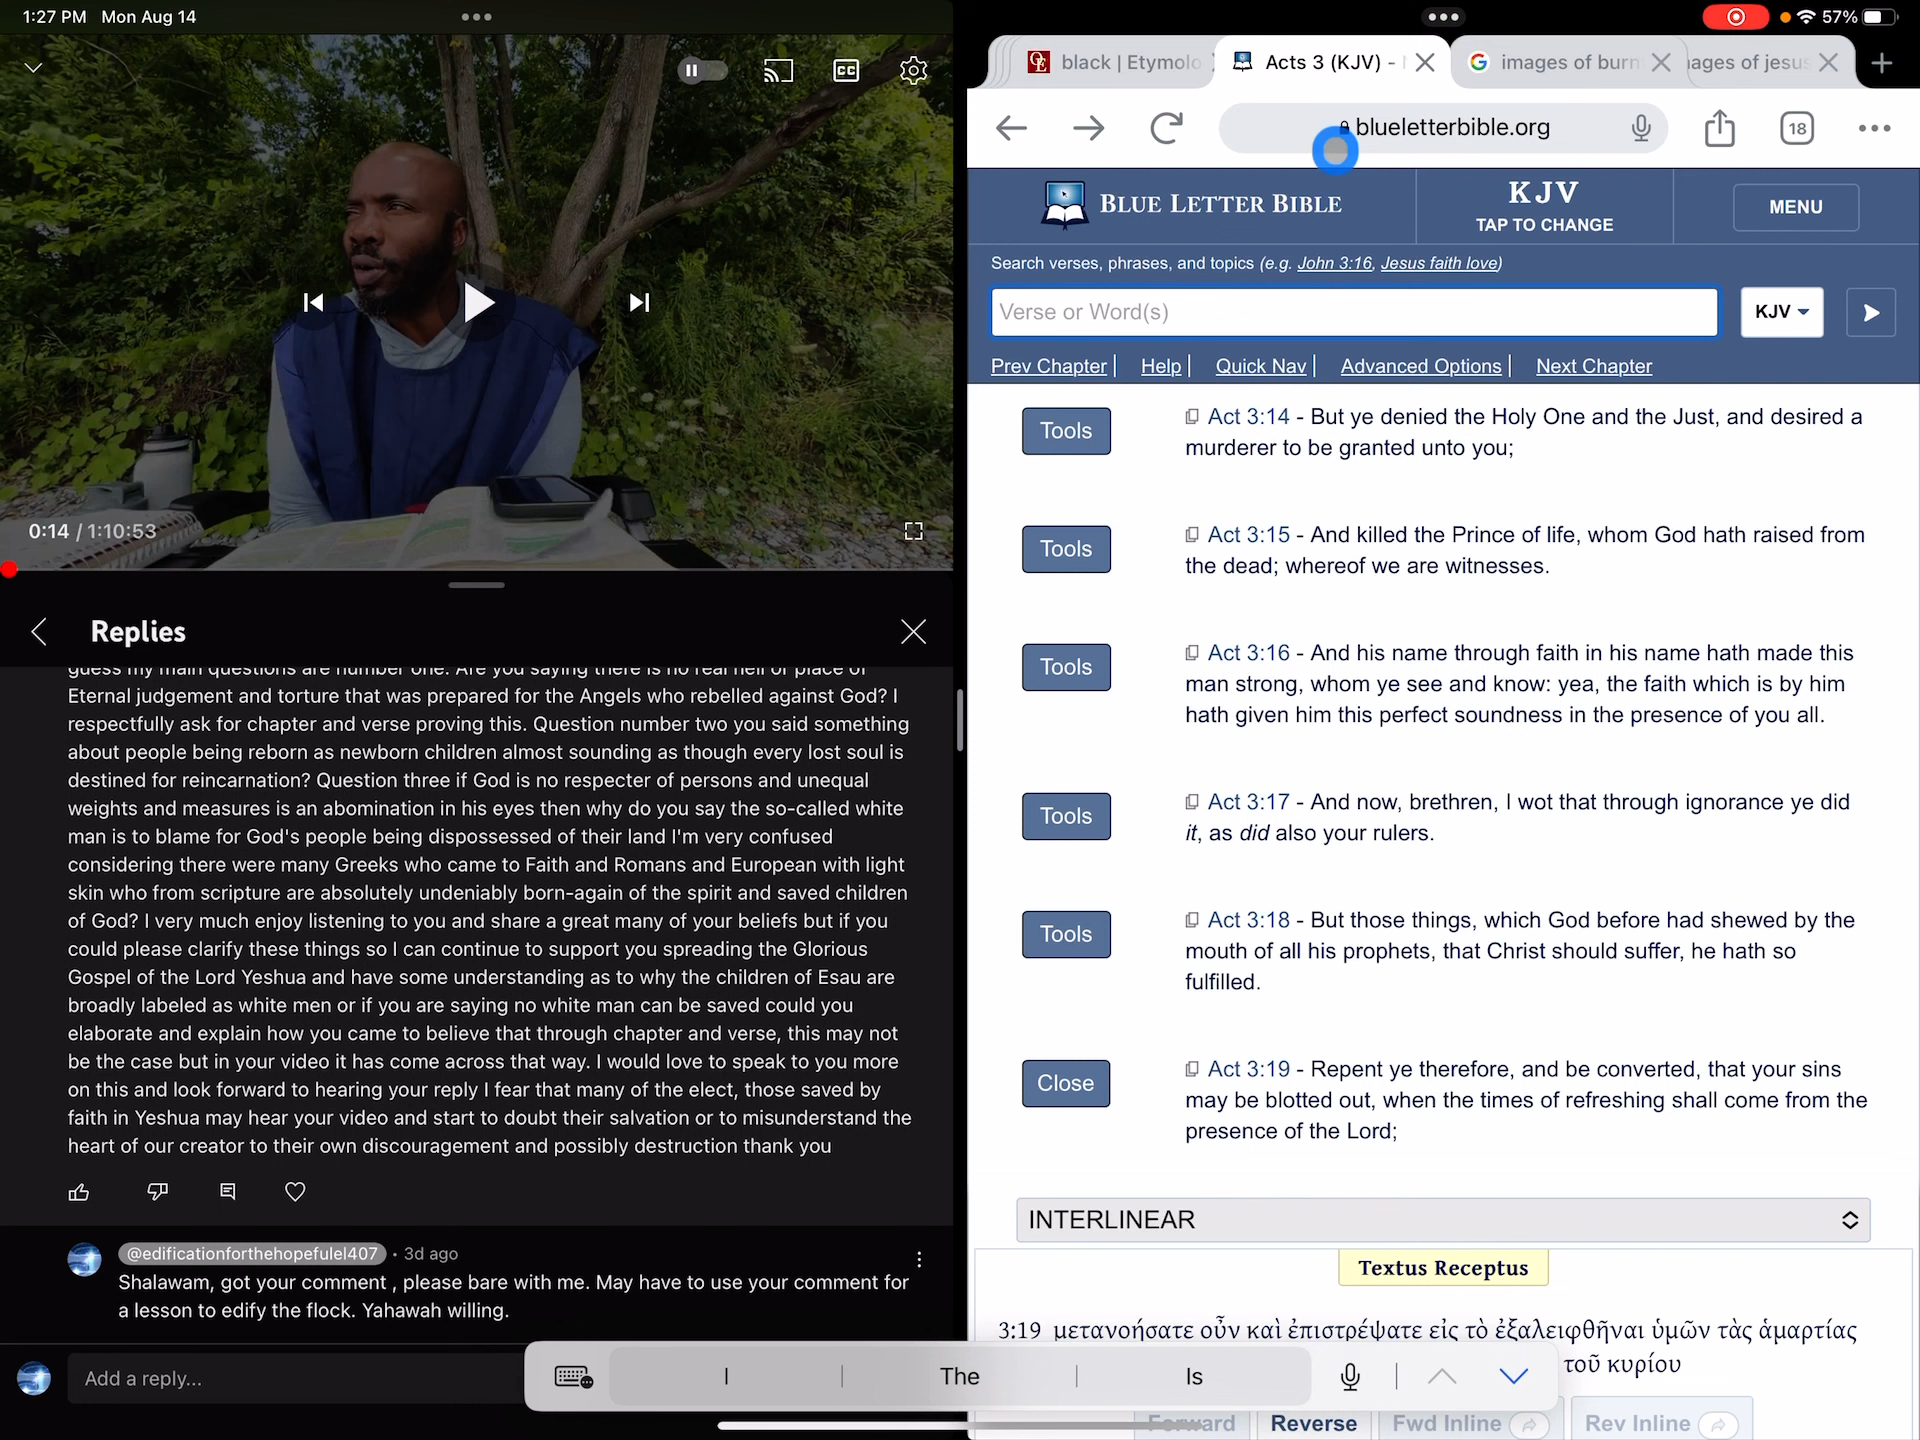 1:27 PM Mon Aug 14
CC
0:14 / 1:10:53
Replies
guess my main questions are number one. Are you saying there is no real hell or place of
Eternal judgement and torture that was prepared for the Angels who rebelled against God? I
respectfully ask for chapter and verse proving this. Question number two you said something
about people being reborn as newborn children almost sounding as though every lost soul is
destined for reincarnation? Question three if God is no respecter of persons and unequal
weights and measures is an abomination in his eyes then why do you say the so-called white
man is to blame for God's people being dispossessed of their land I'm very confused
considering there were many Greeks who came to Faith and Romans and European with light
skin who from scripture are absolutely undeniably born-again of the spirit and saved children
of God? I very much enjoy listening to you and share a great many of your beliefs but if you
could please clarify these things so I can continue to support you spreading the Glorious
Gospel of the Lord Yeshua and have some understanding as to why the children of Esau are
broadly labeled as white men or if you are saying no white man can be saved could you
elaborate and explain how you came to believe that through chapter and verse, this may not
be the case but in your video it has come across that way. I would love to speak to you more
on this and look forward to hearing your reply I fear that many of the elect, those saved by
faith in Yeshua may hear your video and start to doubt their salvation or to misunderstand the
heart of our creator to their own discouragement and possibly destruction thank you
@edificationforthehopefulel407 · 3d ago
Shalawam, got your comment , please bare with me. May have to use your comment for
a lesson to edify the flock. Yahawah willing.
Add a reply...
57%
black | Etymolo
Acts 3 (KJV) -
images of burn
ages of jesus
blueletterbible.org
18
BLUE LETTER BIBLE
KJV
TAP TO CHANGE
MENU
Search verses, phrases, and topics (e.g. John 3:16, Jesus faith love)
Verse or Word(s)
KJV
Prev Chapter | Help | Quick Nav | Advanced Options | Next Chapter
Tools
Act 3:14 - But ye denied the Holy One and the Just, and desired a
murderer to be granted unto you;
Tools
Act 3:15 - And killed the Prince of life, whom God hath raised from
the dead; whereof we are witnesses.
Tools
Act 3:16 - And his name through faith in his name hath made this
man strong, whom ye see and know: yea, the faith which is by him
hath given him this perfect soundness in the presence of you all.
Tools
Act 3:17 - And now, brethren, I wot that through ignorance ye did
it, as did also your rulers.
Tools
Act 3:18 - But those things, which God before had shewed by the
mouth of all his prophets, that Christ should suffer, he hath so
fulfilled.
Close
Act 3:19 - Repent ye therefore, and be converted, that your sins
may be blotted out, when the times of refreshing shall come from the
presence of the Lord;
INTERLINEAR
Textus Receptus
3:19 μετανοήσατε οὖν καὶ ἐπιστρέψατε εἰς τὸ ἐξαλειφθῆναι ὑμῶν τὰς ἁμαρτίας
τοῦ κυρίου
I The Is
Forward Reverse Fwd Inline Rev Inline